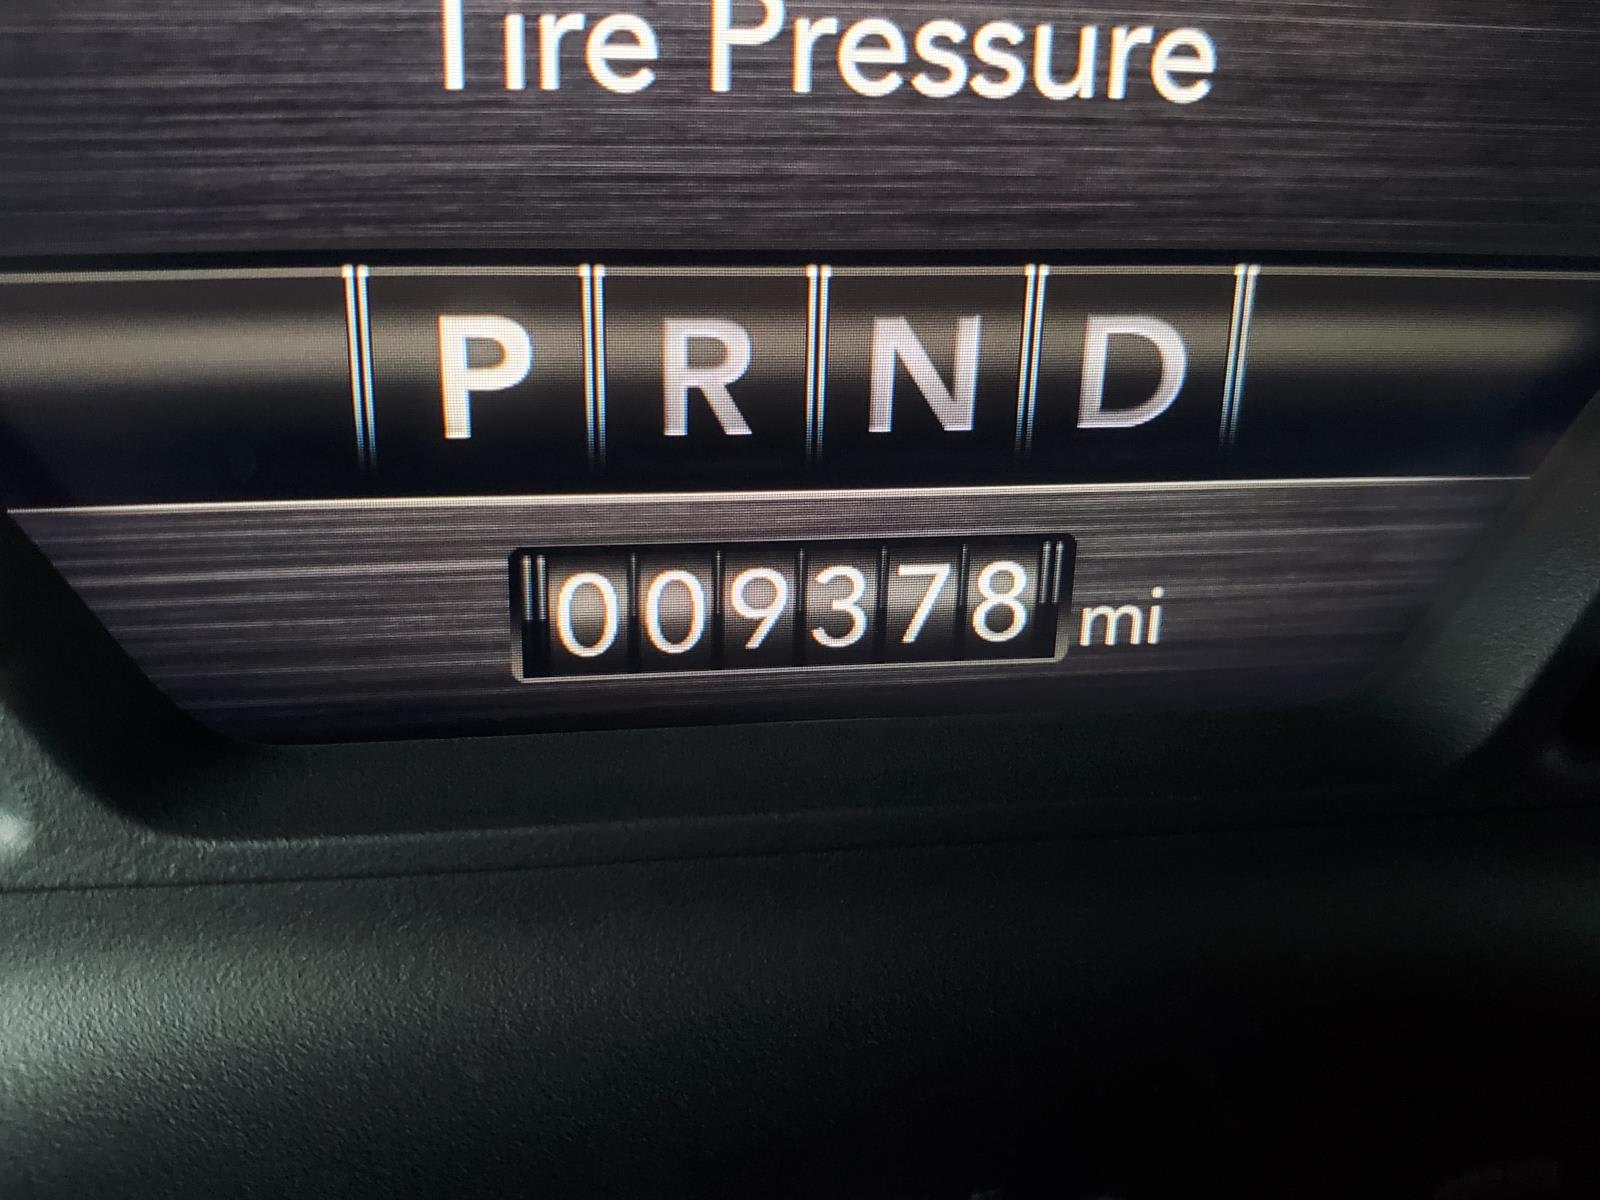 Tire Pressure
P R N D
009378 mi